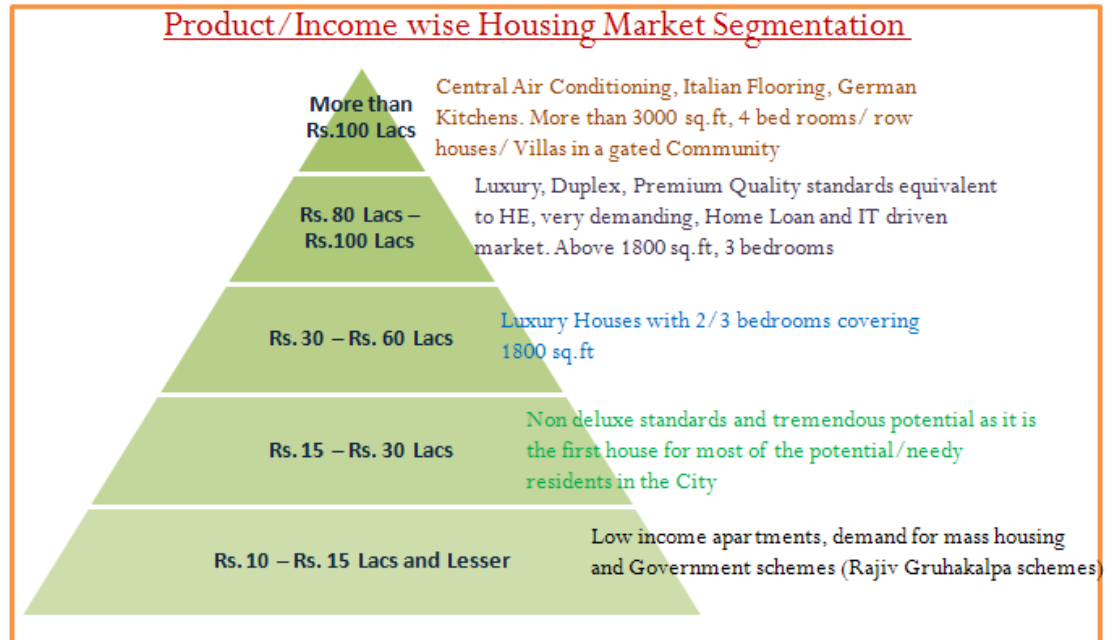 Product/Income wise Housing Market Segmentation
More than
Rs.100 Lacs
Central Air Conditioning, Italian Flooring, German
Kitchens. More than 3000 sq.ft, 4 bed rooms/ row
houses/ Villas in a gated Community
Rs. 80 Lacs –
Rs.100 Lacs
Luxury, Duplex, Premium Quality standards equivalent
to HE, very demanding, Home Loan and IT driven
market. Above 1800 sq.ft, 3 bedrooms
Rs. 30 – Rs. 60 Lacs
Luxury Houses with 2/3 bedrooms covering
1800 sq.ft
Rs. 15 – Rs. 30 Lacs
Non deluxe standards and tremendous potential as it is
the first house for most of the potential/needy
residents in the City
Rs. 10 – Rs. 15 Lacs and Lesser
Low income apartments, demand for mass housing
and Government schemes (Rajiv Gruhakalpa schemes)